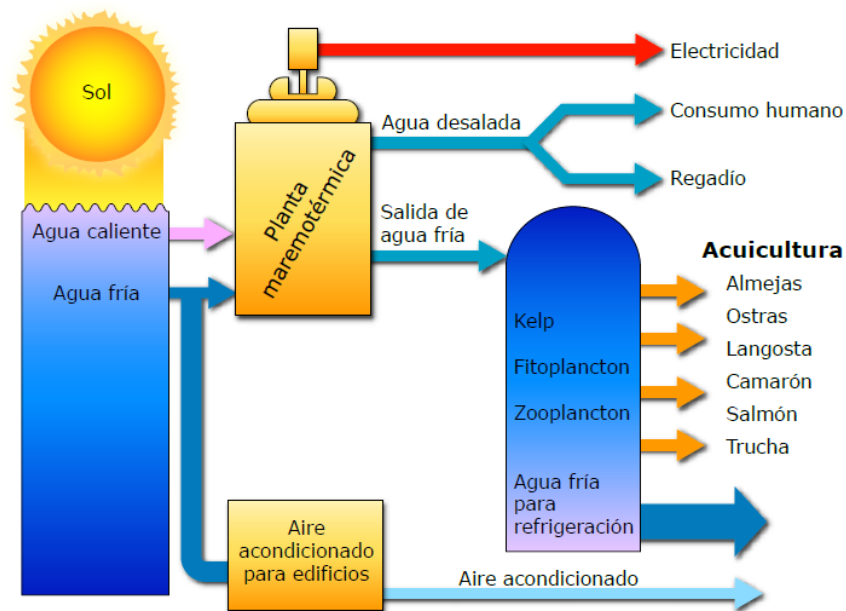 Sol
Agua caliente
Agua fría
Planta
maremotérmica
Electricidad
Agua desalada
Consumo humano
Regadío
Salida de
agua fría
Kelp
Fitoplancton
Zooplancton
Agua fría
para
refrigeración
Acuicultura
Almejas
Ostras
Langosta
Camarón
Salmón
Trucha
Aire
acondicionado
para edificios
Aire acondicionado